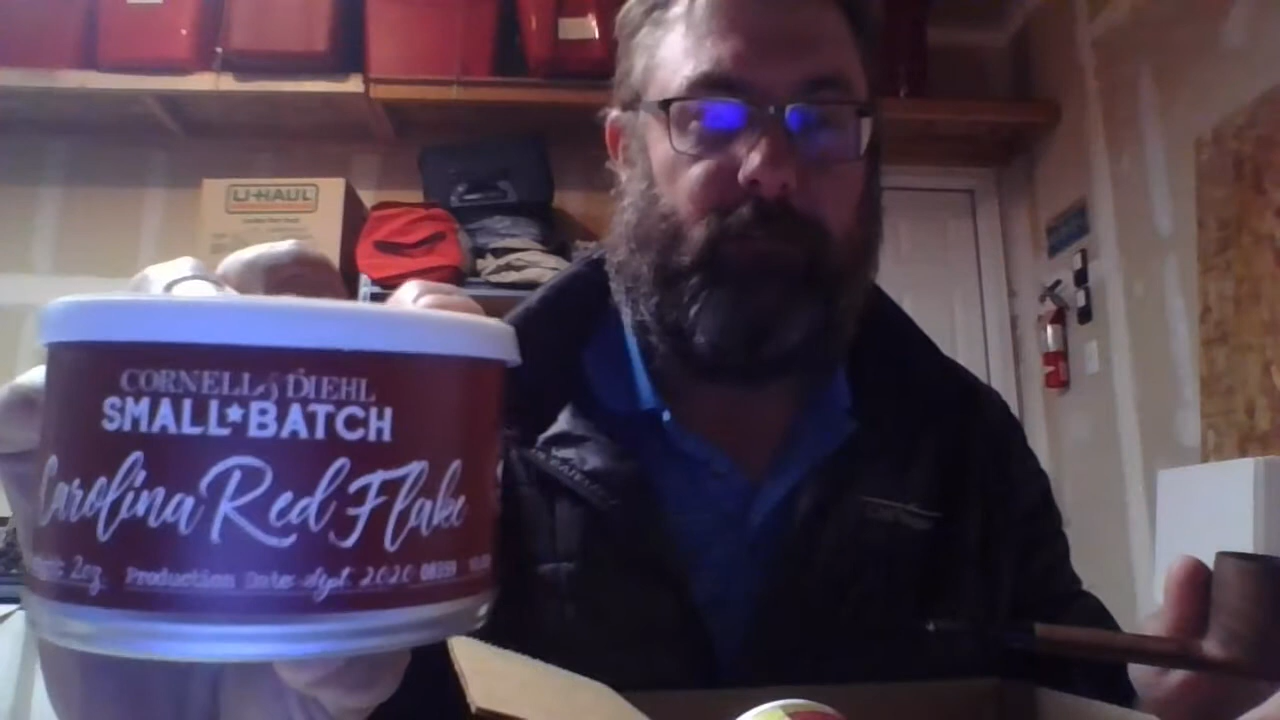 U-HAUL
CORNELL & DIEHL
SMALL★BATCH
Carolina Red Flake
2oz Production Date Sept 2020